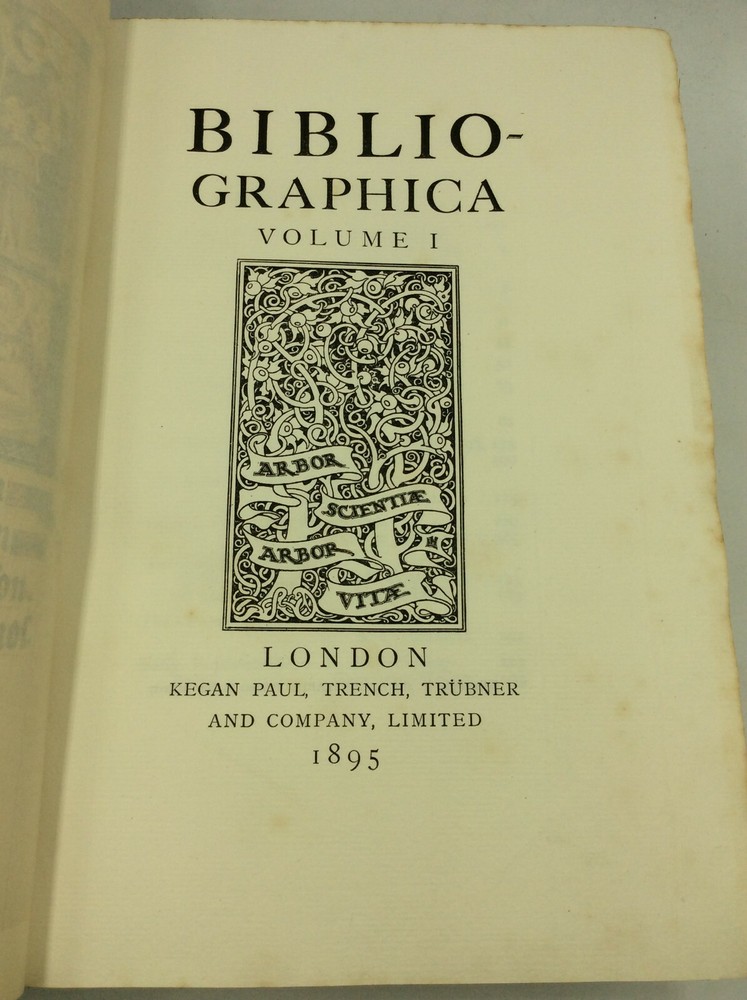 BIBLIO-
GRAPHICA
VOLUME I
ARBOR
SCIENTIÆ
ARBOR
VITÆ
LONDON
KEGAN PAUL, TRENCH, TRÜBNER
AND COMPANY, LIMITED
1895